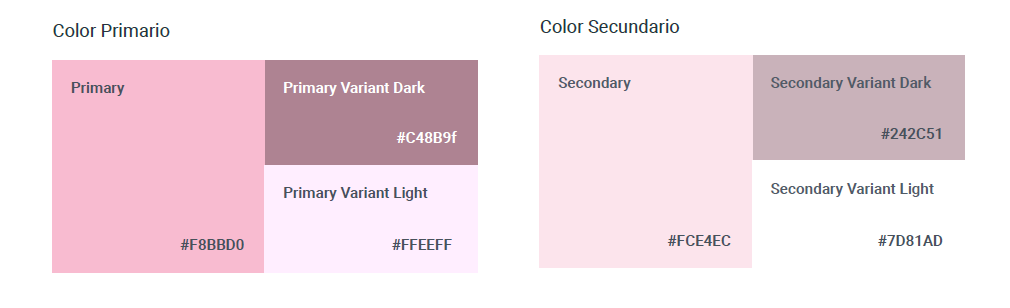 Color Primario
Primary
#F8BBD0
Primary Variant Dark
#C48B9f
Primary Variant Light
#FFEEFF
Color Secundario
Secondary
#FCE4EC
Secondary Variant Dark
#242C51
Secondary Variant Light
#7D81AD